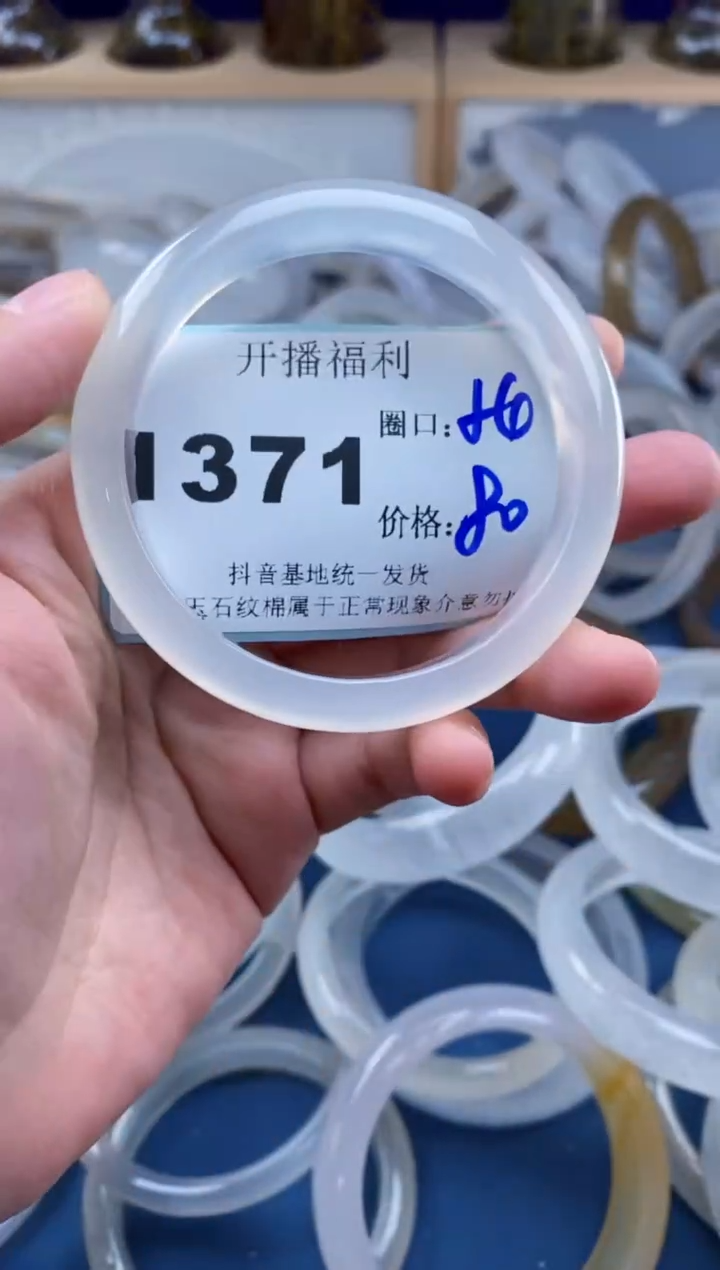 开播福利
1371
圈口: 56
价格: 80
抖音基地统一发货
玉石纹棉属于正常现象介意勿